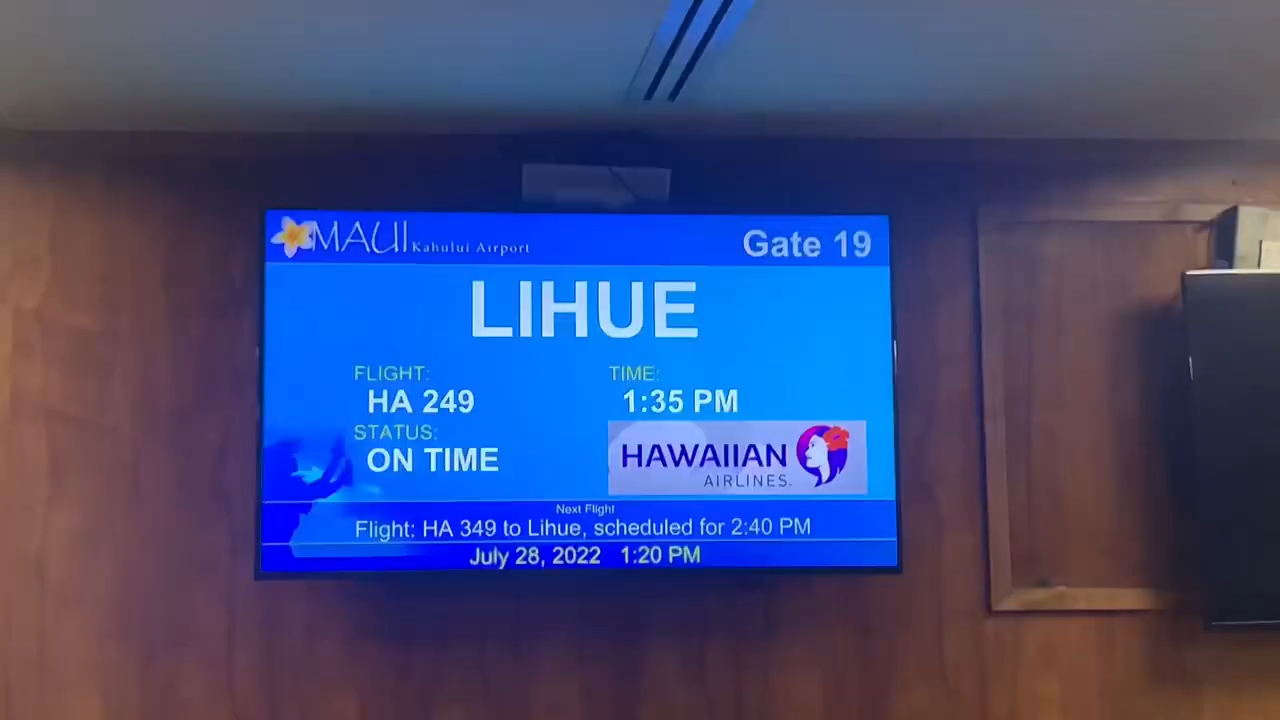 MAUI Kahului Airport Gate 19
LIHUE
FLIGHT: TIME:
HA 249 1:35 PM
STATUS:
ON TIME
HAWAIIAN
AIRLINES.
Next Flight
Flight: HA 349 to Lihue, scheduled for 2:40 PM
July 28, 2022 1:20 PM